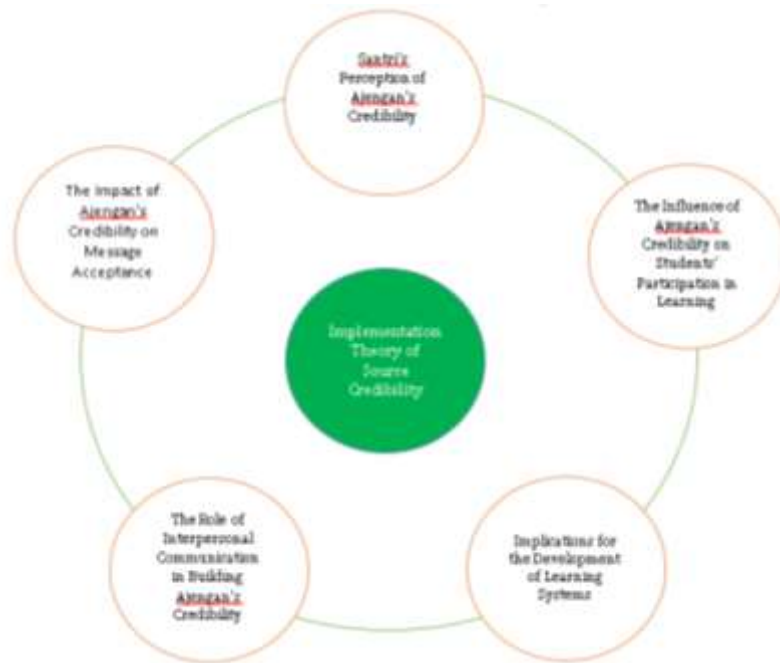 Santri's
Perception of
Ajengan's
Credibility
The Impact of
Ajengan's
Credibility on
Message
Acceptance
The Influence of
Ajengan's
Credibility on
Students'
Participation in
Learning
Implementation
Theory of
Source
Credibility
The Role of
Interpersonal
Communication
in Building
Ajengan's
Credibility
Implications for
the Development
of Learning
Systems